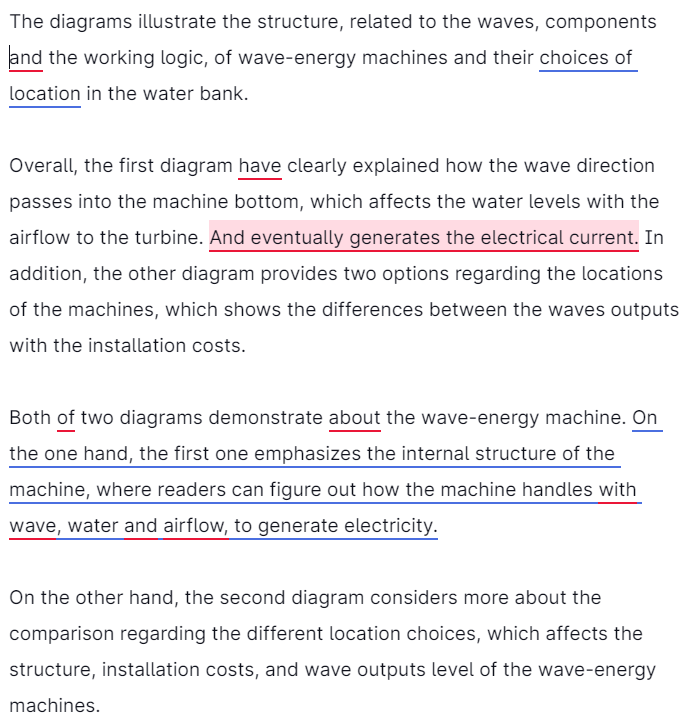 The diagrams illustrate the structure, related to the waves, components
and the working logic, of wave-energy machines and their choices of
location in the water bank.
Overall, the first diagram have clearly explained how the wave direction
passes into the machine bottom, which affects the water levels with the
airflow to the turbine. And eventually generates the electrical current. In
addition, the other diagram provides two options regarding the locations
of the machines, which shows the differences between the waves outputs
with the installation costs.
Both of two diagrams demonstrate about the wave-energy machine. On
the one hand, the first one emphasizes the internal structure of the
machine, where readers can figure out how the machine handles with
wave, water and airflow, to generate electricity.
On the other hand, the second diagram considers more about the
comparison regarding the different location choices, which affects the
structure, installation costs, and wave outputs level of the wave-energy
machines.